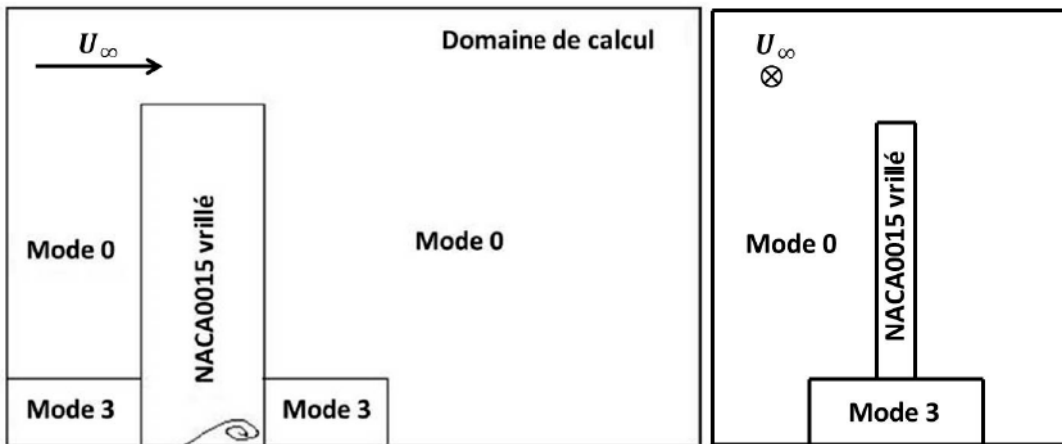 U∞
Domaine de calcul
NACA0015 vrillé
Mode 0
Mode 0
Mode 3
Mode 3
U∞
NACA0015 vrillé
Mode 0
Mode 3